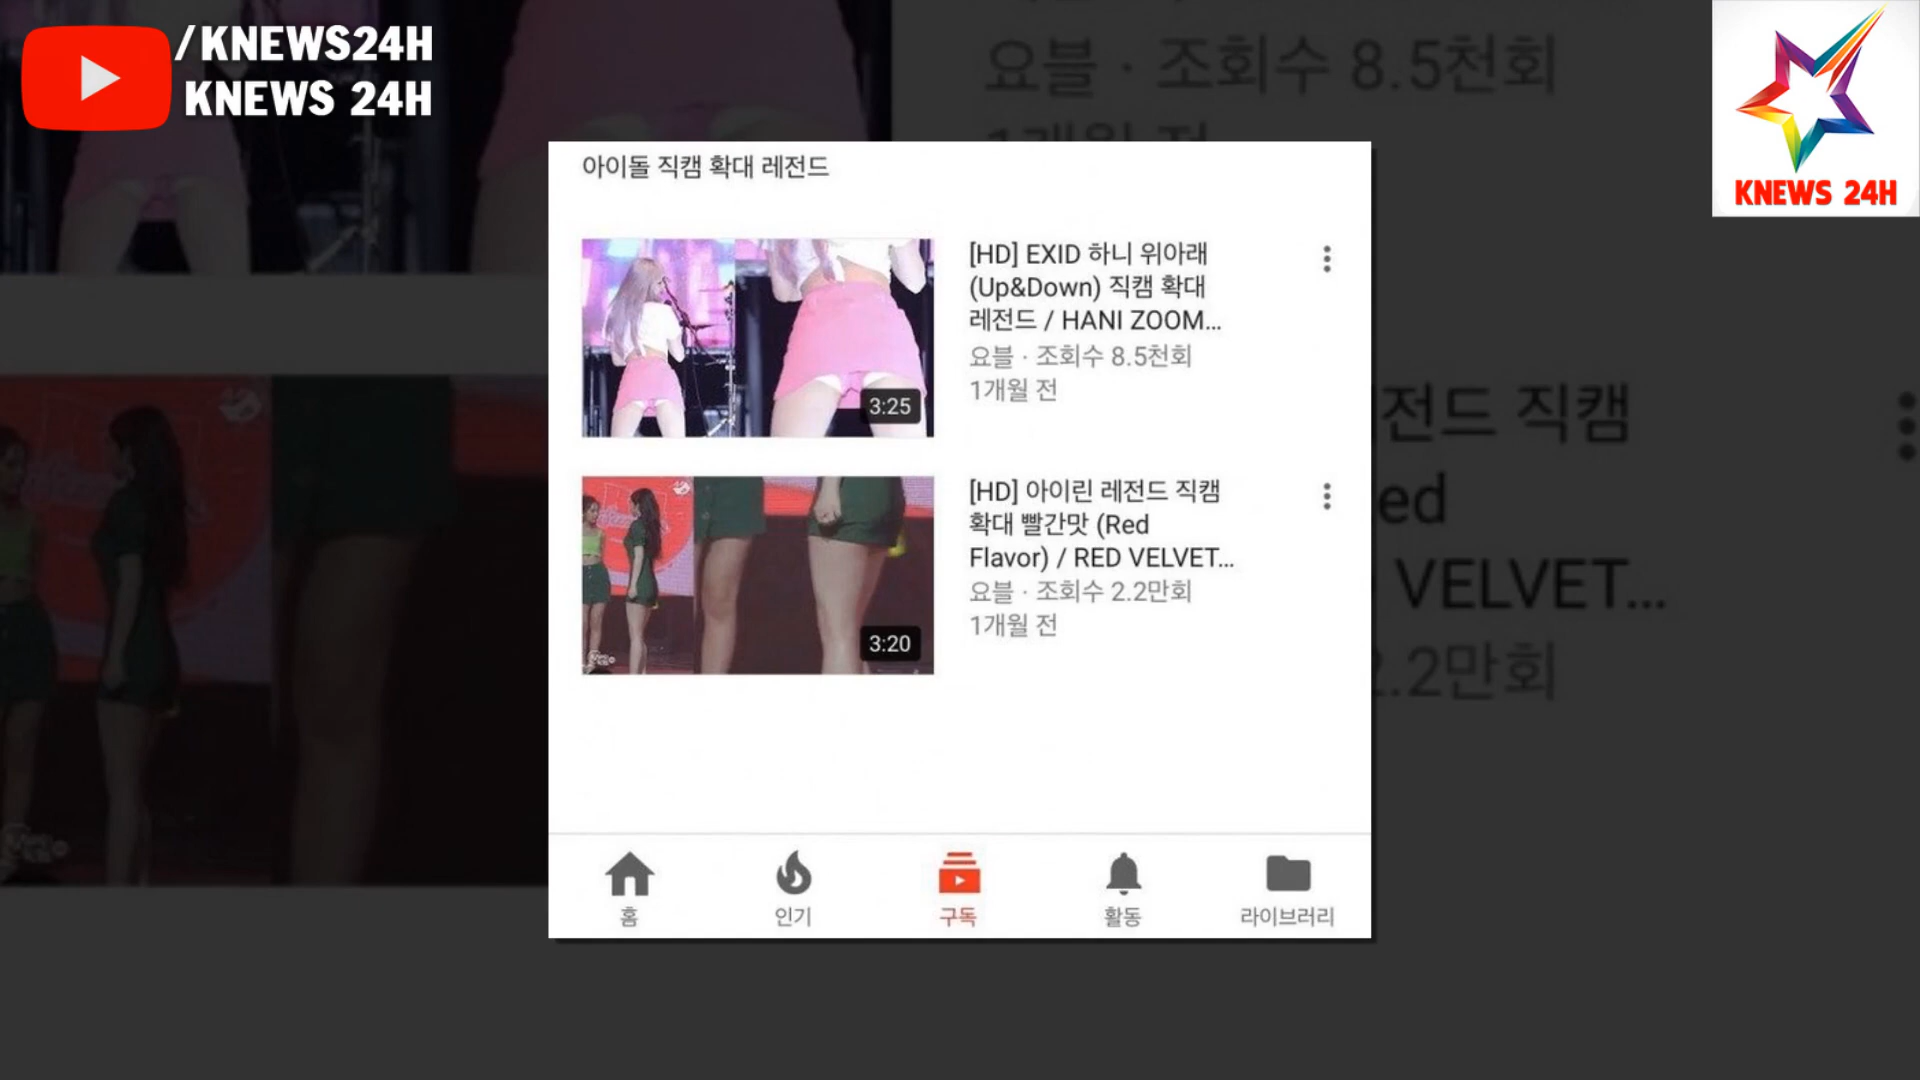 /KNEWS24H
KNEWS 24H
요블 · 조회수 8.5천회
1개월 전
KNEWS 24H
아이돌 직캠 확대 레전드
[HD] EXID 하니 위아래
(Up&Down) 직캠 확대
레전드 / HANI ZOOM...
요블 · 조회수 8.5천회
1개월 전
3:25
[HD] 아이린 레전드 직캠
확대 빨간맛 (Red
Flavor) / RED VELVET...
요블 · 조회수 2.2만회
1개월 전
3:20
전드 직캠
ed
VELVET...
2.2만회
홈
인기
구독
활동
라이브러리